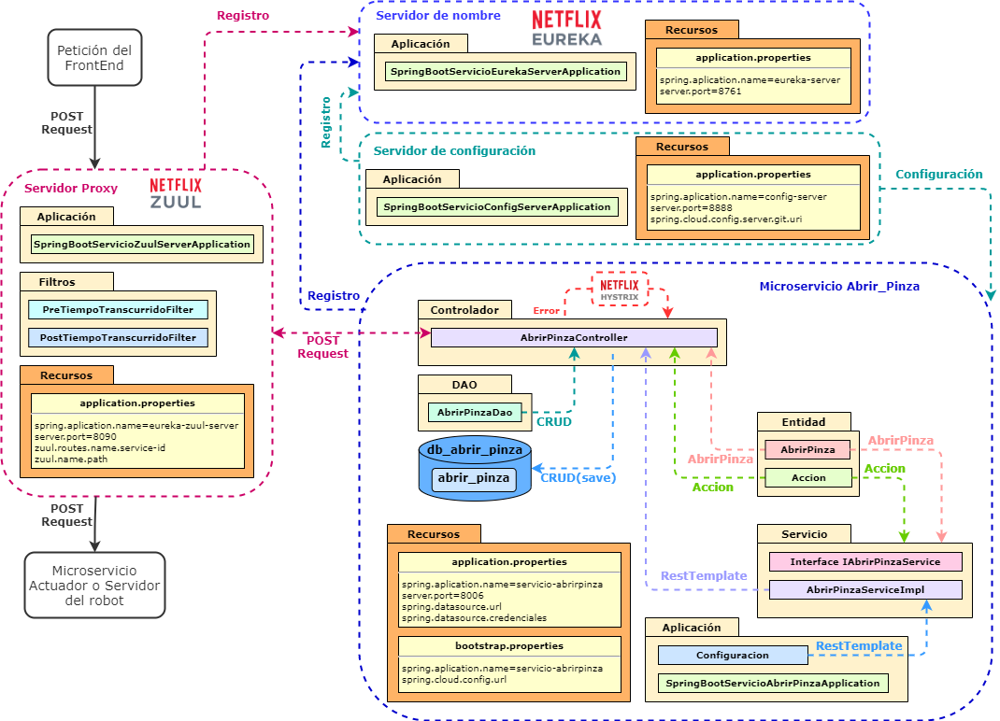 Registro
Petición del
FrontEnd
POST
Request
Servidor Proxy
NETFLIX
ZUUL
Aplicación
SpringBootServicioZuulServerApplication
Filtros
PreTiempoTranscurridoFilter
PostTiempoTranscurridoFilter
Recursos
application.properties
spring.aplication.name=eureka-zuul-server
server.port=8090
zuul.routes.name.service-id
zuul.name.path
POST
Request
Microservicio
Actuador o Servidor
del robot
Servidor de nombre
NETFLIX
EUREKA
Aplicación
SpringBootServicioEurekaServerApplication
Recursos
application.properties
spring.aplication.name=eureka-server
server.port=8761
Registro
Servidor de configuración
Aplicación
SpringBootServicioConfigServerApplication
Recursos
application.properties
spring.aplication.name=config-server
server.port=8888
spring.cloud.config.server.git.uri
Configuración
Registro
POST
Request
Microservicio Abrir_Pinza
NETFLIX
HYSTRIX
Error
Controlador
AbrirPinzaController
DAO
AbrirPinzaDao
CRUD
db_abrir_pinza
abrir_pinza
CRUD(save)
Entidad
AbrirPinza
Accion
AbrirPinza
AbrirPinza
Accion
Accion
Servicio
Interface IAbrirPinzaService
AbrirPinzaServiceImpl
RestTemplate
Recursos
application.properties
spring.aplication.name=servicio-abrirpinza
server.port=8006
spring.datasource.url
spring.datasource.credenciales
bootstrap.properties
spring.aplication.name=servicio-abrirpinza
spring.cloud.config.url
Aplicación
Configuracion
RestTemplate
SpringBootServicioAbrirPinzaApplication